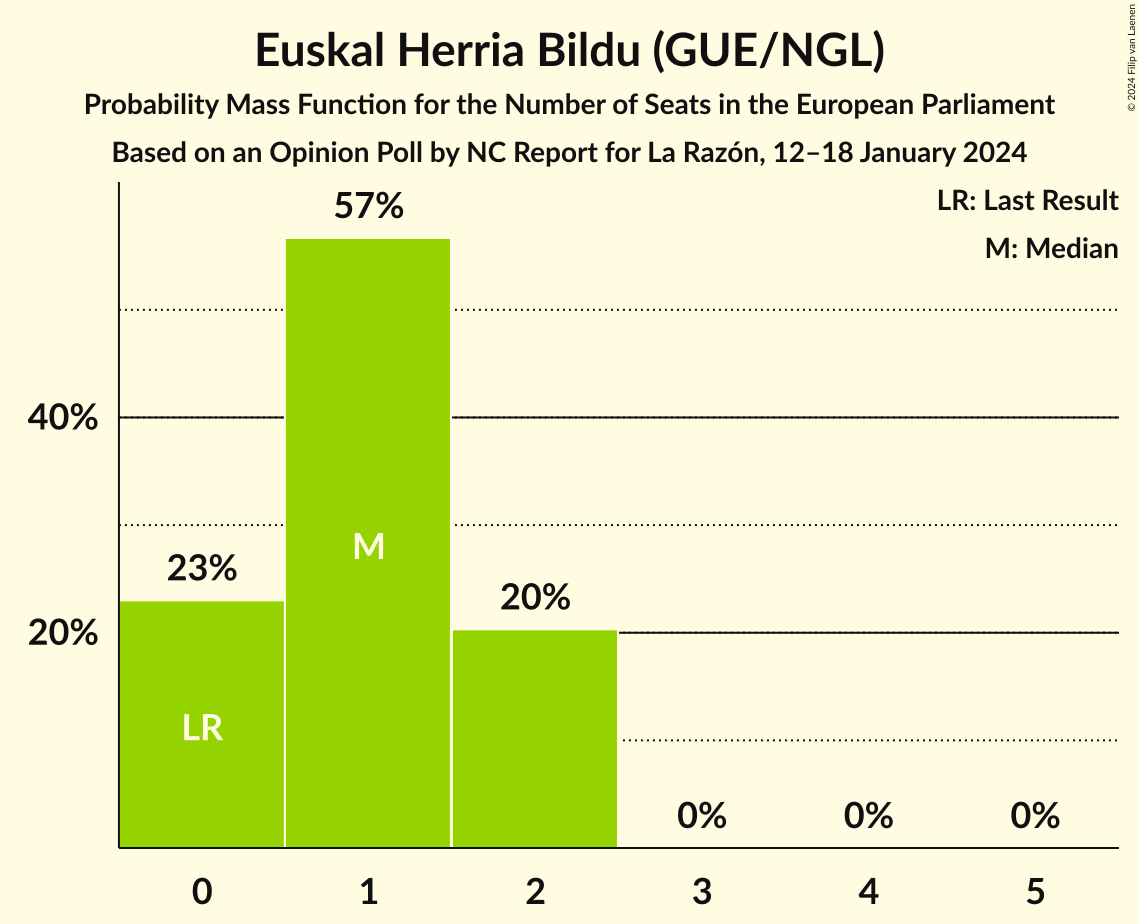 Euskal Herria Bildu (GUE/NGL)
Probability Mass Function for the Number of Seats in the European Parliament
Based on an Opinion Poll by NC Report for La Razón, 12–18 January 2024
© 2024 Filip van Laenen
LR: Last Result
M: Median
57%
40%
M
23%
20%
20%
LR
0% 0% 0%
0 1 2 3 4 5